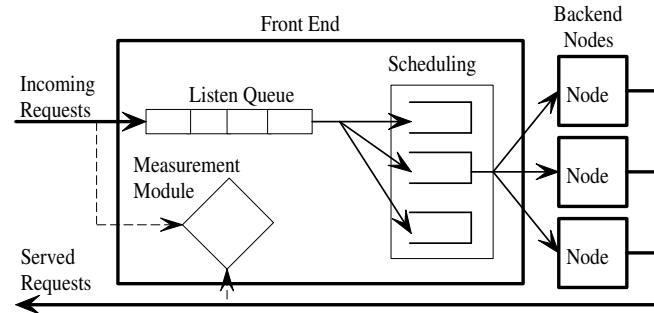 Front End
Backend
Nodes
Incoming
Requests
Listen Queue
Scheduling
Node
Measurement
Module
Node
Node
Served
Requests